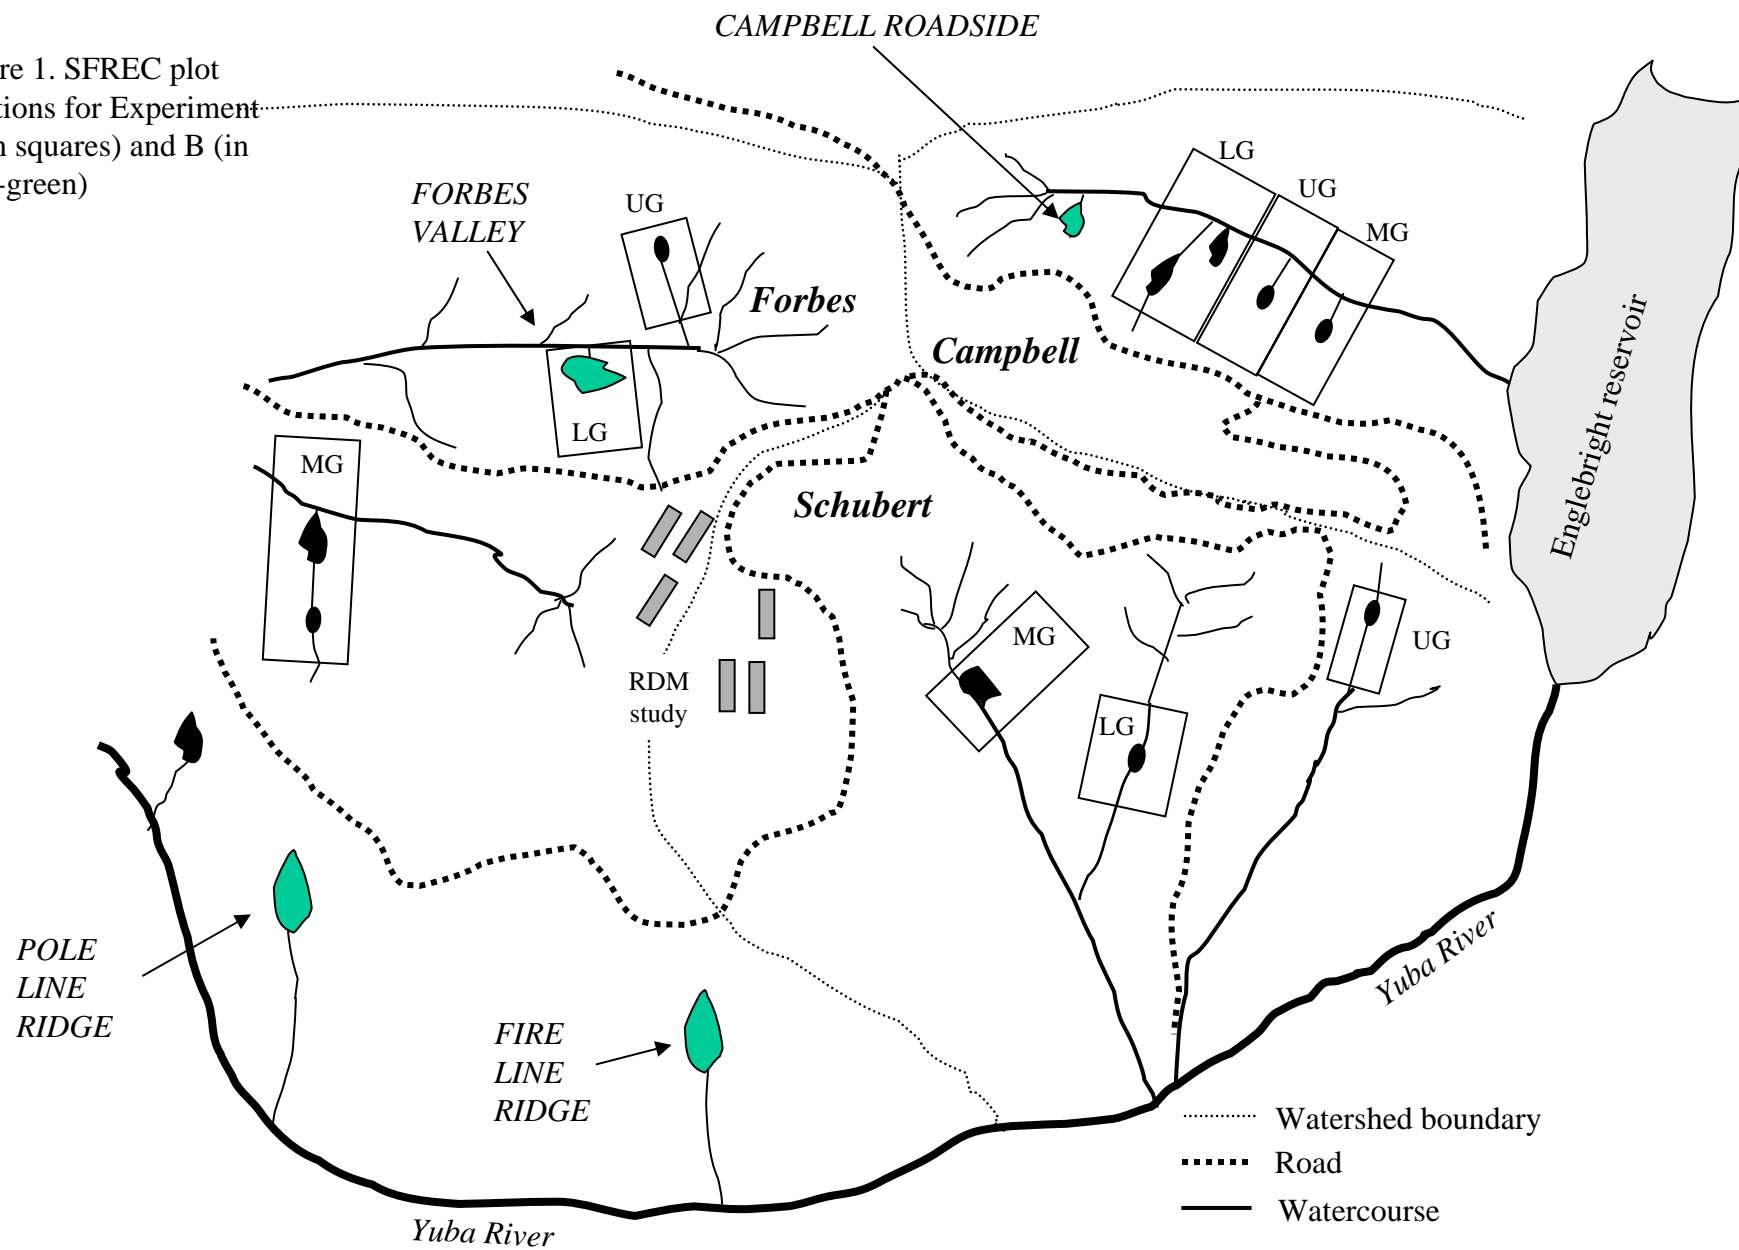 CAMPBELL ROADSIDE
re 1. SFREC plot
tions for Experiment
squares) and B (in
-green)
FORBES
VALLEY
UG
LG
UG
MG
Forbes
Campbell
LG
MG
Schubert
Englebright reservoir
MG
UG
RDM
study
LG
POLE
LINE
RIDGE
FIRE
LINE
RIDGE
Yuba River
Yuba River
Watershed boundary
Road
Watercourse